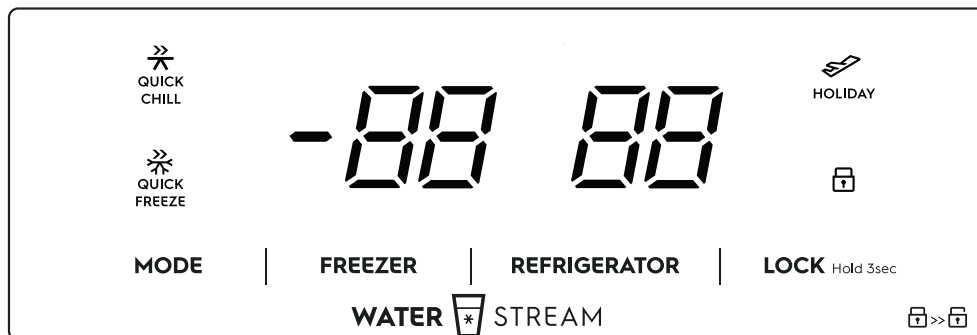 QUICK
CHILL
-88 88
HOLIDAY
QUICK
FREEZE
MODE FREEZER REFRIGERATOR LOCK Hold 3sec
WATER STREAM
>>